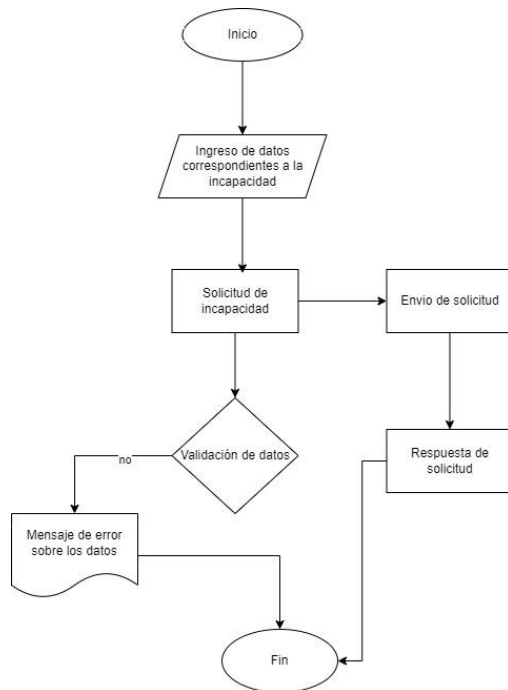 Inicio
Ingreso de datos
correspondientes a la
incapacidad
Solicitud de
incapacidad
Envio de solicitud
Validación de datos
Respuesta de
solicitud
no
Mensaje de error
sobre los datos
Fin